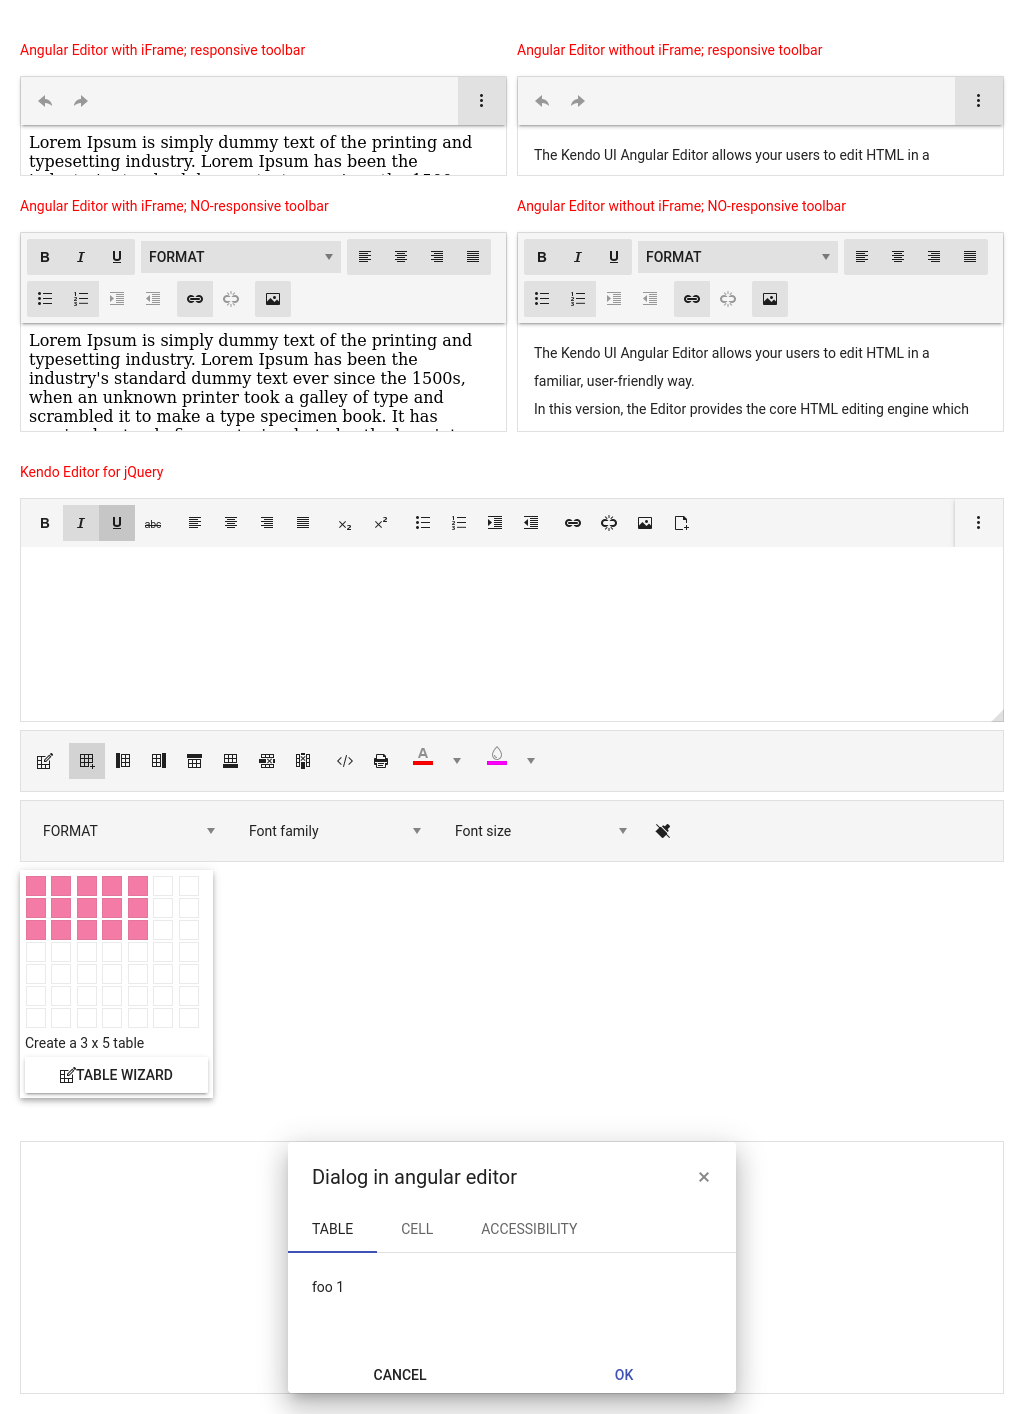 Angular Editor with iFrame; responsive toolbar
Angular Editor without iFrame; responsive toolbar
Lorem Ipsum is simply dummy text of the printing and
typesetting industry. Lorem Ipsum has been the
The Kendo UI Angular Editor allows your users to edit HTML in a
Angular Editor with iFrame; NO-responsive toolbar
Angular Editor without iFrame; NO-responsive toolbar
B I U FORMAT
B I U FORMAT
Lorem Ipsum is simply dummy text of the printing and
typesetting industry. Lorem Ipsum has been the
industry's standard dummy text ever since the 1500s,
when an unknown printer took a galley of type and
scrambled it to make a type specimen book. It has
The Kendo UI Angular Editor allows your users to edit HTML in a
familiar, user-friendly way.
In this version, the Editor provides the core HTML editing engine which
Kendo Editor for jQuery
B I U abc x₂ x²
A
FORMAT Font family Font size
Create a 3 x 5 table
TABLE WIZARD
Dialog in angular editor
TABLE CELL ACCESSIBILITY
foo 1
CANCEL OK